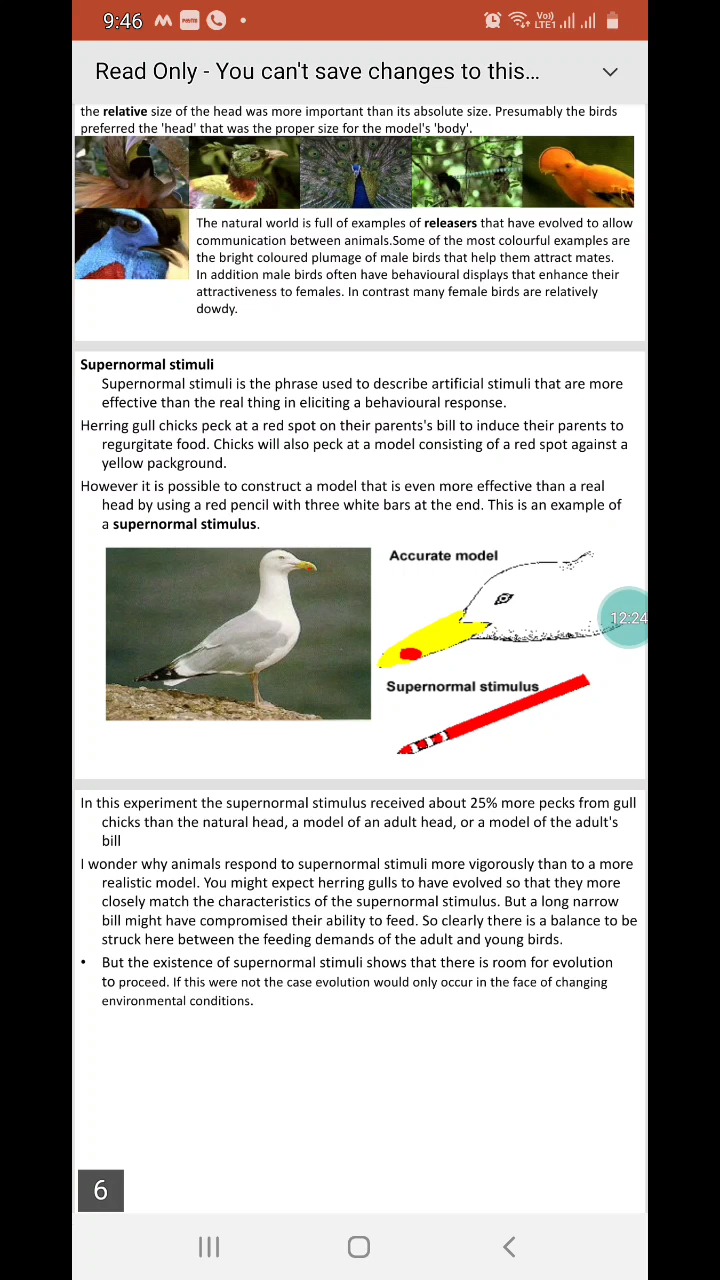 9:46
Paytm
Vo)
LTE1
Read Only - You can't save changes to this...
the relative size of the head was more important than its absolute size. Presumably the birds
preferred the 'head' that was the proper size for the model's 'body'.
The natural world is full of examples of releasers that have evolved to allow
communication between animals.Some of the most colourful examples are
the bright coloured plumage of male birds that help them attract mates.
In addition male birds often have behavioural displays that enhance their
attractiveness to females. In contrast many female birds are relatively
dowdy.
Supernormal stimuli
Supernormal stimuli is the phrase used to describe artificial stimuli that are more
effective than the real thing in eliciting a behavioural response.
Herring gull chicks peck at a red spot on their parents's bill to induce their parents to
regurgitate food. Chicks will also peck at a model consisting of a red spot against a
yellow packground.
However it is possible to construct a model that is even more effective than a real
head by using a red pencil with three white bars at the end. This is an example of
a supernormal stimulus.
Accurate model
12:24
Supernormal stimulus
In this experiment the supernormal stimulus received about 25% more pecks from gull
chicks than the natural head, a model of an adult head, or a model of the adult's
bill
I wonder why animals respond to supernormal stimuli more vigorously than to a more
realistic model. You might expect herring gulls to have evolved so that they more
closely match the characteristics of the supernormal stimulus. But a long narrow
bill might have compromised their ability to feed. So clearly there is a balance to be
struck here between the feeding demands of the adult and young birds.
• But the existence of supernormal stimuli shows that there is room for evolution
to proceed. If this were not the case evolution would only occur in the face of changing
environmental conditions.
6